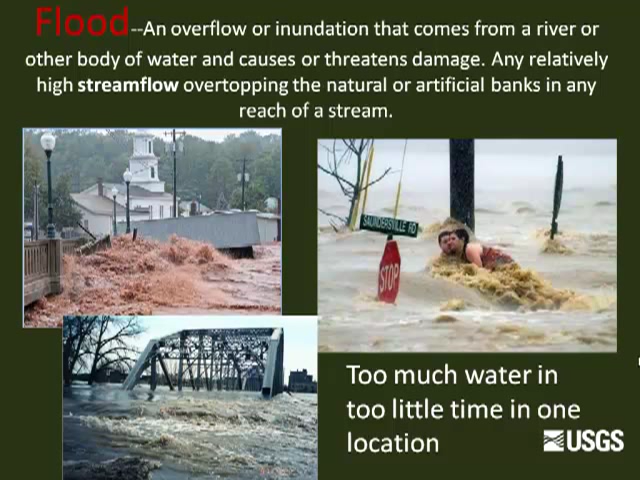 Flood--An overflow or inundation that comes from a river or
other body of water and causes or threatens damage. Any relatively
high streamflow overtopping the natural or artificial banks in any
reach of a stream.
SAUNDERSVILLE RD
STOP
Too much water in
too little time in one
location
USGS